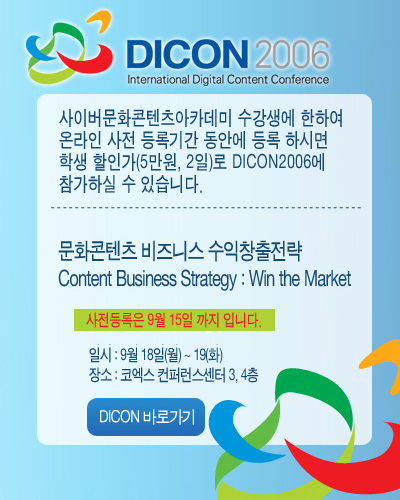 DICON 2006
International Digital Content Conference
사이버문화콘텐츠아카데미 수강생에 한하여
온라인 사전 등록기간 동안에 등록 하시면
학생 할인가(5만원, 2일)로 DICON2006에
참가하실 수 있습니다.
문화콘텐츠 비즈니스 수익창출전략
Content Business Strategy : Win the Market
사전등록은 9월 15일 까지 입니다.
일시 : 9월 18일(월) ~ 19(화)
장소 : 코엑스 컨퍼런스센터 3, 4층
DICON 바로가기